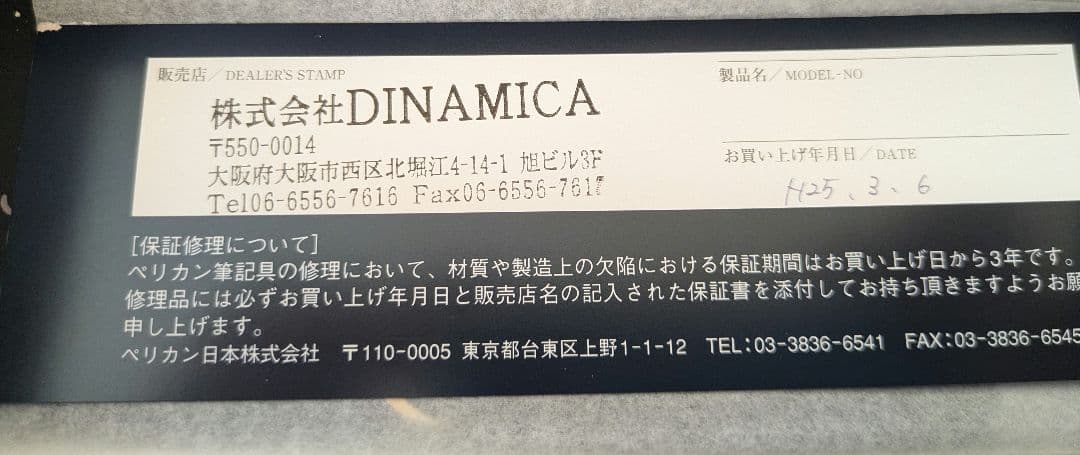 販売店／DEALER'S STAMP
株式会社DINAMICA
〒550-0014
大阪府大阪市西区北堀江4-14-1 旭ビル3F
Tel06-6556-7616 Fax06-6556-7617
製品名／MODEL-NO
お買い上げ年月日／DATE
H25.3.6
［保証修理について］
ペリカン筆記具の修理において、材質や製造上の欠陥における保証期間はお買い上げ日から3年です。
修理品には必ずお買い上げ年月日と販売店名の記入された保証書を添付してお持ち頂きますようお願
申し上げます。
ペリカン日本株式会社 〒110-0005 東京都台東区上野1-1-12 TEL:03-3836-6541 FAX:03-3836-6545